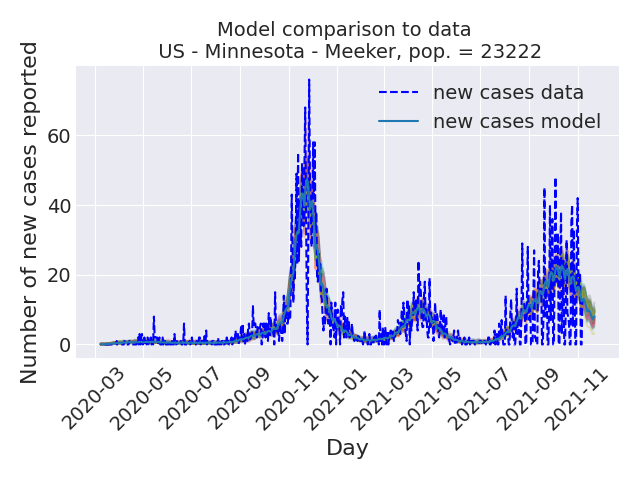 Model comparison to data
US - Minnesota - Meeker, pop. = 23222
Number of new cases reported
60
40
20
0
new cases data
new cases model
2020-03
2020-05
2020-07
2020-09
2020-11
2021-01
2021-03
2021-05
2021-07
2021-09
2021-11
Day